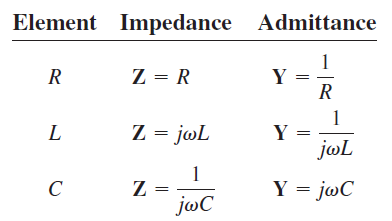 Element Impedance Admittance
R Z = R Y = 1/R
L Z = jωL Y = 1/jωL
C Z = 1/jωC Y = jωC